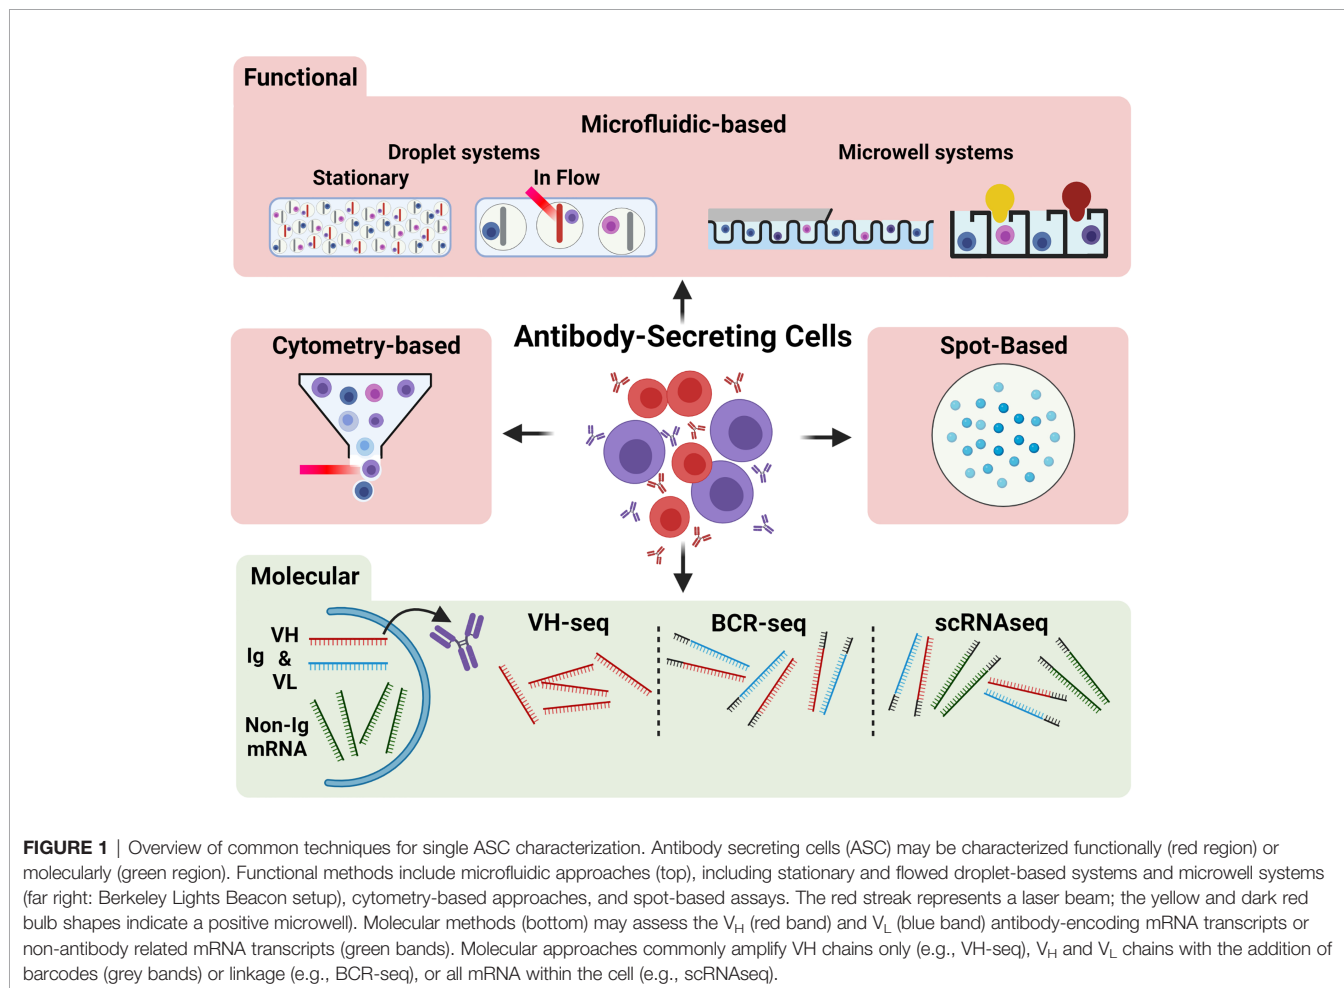 Functional
Microfluidic-based
Droplet systems
Microwell systems
Stationary
In Flow
Antibody-Secreting Cells
Cytometry-based
Spot-Based
Molecular
VH
Ig &
VL
Non-Ig
mRNA
VH-seq
BCR-seq
scRNAseq
FIGURE 1 | Overview of common techniques for single ASC characterization. Antibody secreting cells (ASC) may be characterized functionally (red region) or
molecularly (green region). Functional methods include microfluidic approaches (top), including stationary and flowed droplet-based systems and microwell systems
(far right: Berkeley Lights Beacon setup), cytometry-based approaches, and spot-based assays. The red streak represents a laser beam; the yellow and dark red
bulb shapes indicate a positive microwell). Molecular methods (bottom) may assess the VH (red band) and VL (blue band) antibody-encoding mRNA transcripts or
non-antibody related mRNA transcripts (green bands). Molecular approaches commonly amplify VH chains only (e.g., VH-seq), VH and VL chains with the addition of
barcodes (grey bands) or linkage (e.g., BCR-seq), or all mRNA within the cell (e.g., scRNAseq).